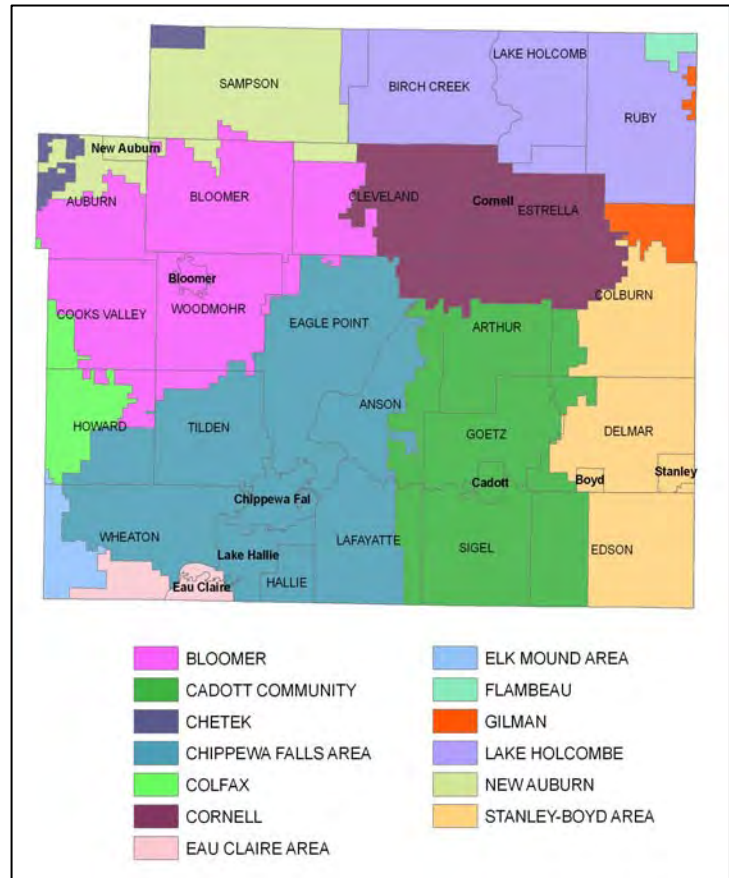 LAKE HOLCOMB
SAMPSON
BIRCH CREEK
RUBY
New Auburn
AUBURN
BLOOMER
CLEVELAND
Cornell
ESTRELLA
Bloomer
COOKS VALLEY
WOODMOHR
EAGLE POINT
COLBURN
ARTHUR
ANSON
HOWARD
TILDEN
GOETZ
DELMAR
Stanley
Cadott
Boyd
Chippewa Fal
WHEATON
LAFAYATTE
SIGEL
EDSON
Lake Hallie
Eau Claire
HALLIE
BLOOMER
CADOTT COMMUNITY
CHETEK
CHIPPEWA FALLS AREA
COLFAX
CORNELL
EAU CLAIRE AREA
ELK MOUND AREA
FLAMBEAU
GILMAN
LAKE HOLCOMBE
NEW AUBURN
STANLEY-BOYD AREA